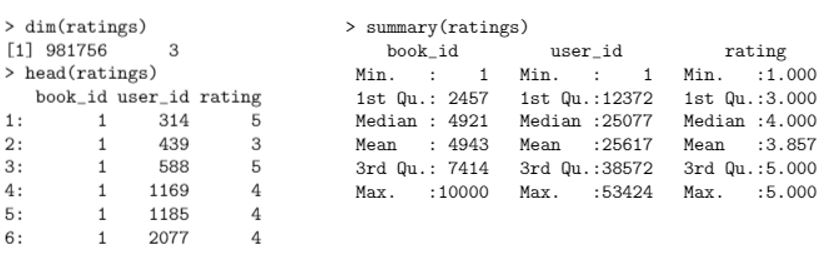 > dim(ratings)
[1] 981756      3
> head(ratings)
   book_id user_id rating
1:       1     314      5
2:       1     439      3
3:       1     588      5
4:       1    1169      4
5:       1    1185      4
6:       1    2077      4
> summary(ratings)
    book_id         user_id          rating
 Min.   :    1   Min.   :    1   Min.   :1.000
 1st Qu.: 2457   1st Qu.:12372   1st Qu.:3.000
 Median : 4921   Median :25077   Median :4.000
 Mean   : 4943   Mean   :25617   Mean   :3.857
 3rd Qu.: 7414   3rd Qu.:38572   3rd Qu.:5.000
 Max.   :10000   Max.   :53424   Max.   :5.000